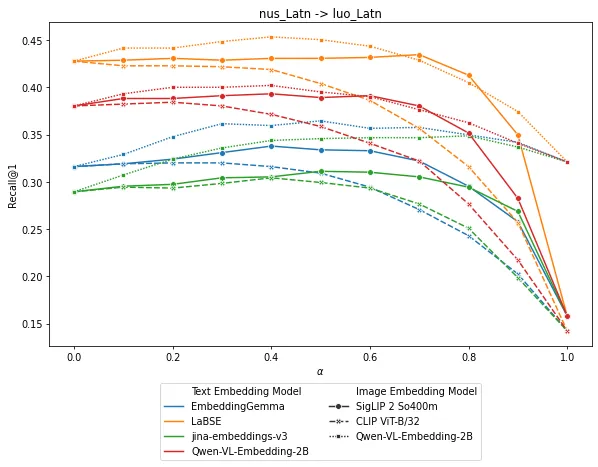 nus_Latn -> luo_Latn
Recall@1
0.45
0.40
0.35
0.30
0.25
0.20
0.15
0.0 0.2 0.4 0.6 0.8 1.0
α
Text Embedding Model
EmbeddingGemma
LaBSE
jina-embeddings-v3
Qwen-VL-Embedding-2B
Image Embedding Model
SigLIP 2 So400m
CLIP ViT-B/32
Qwen-VL-Embedding-2B